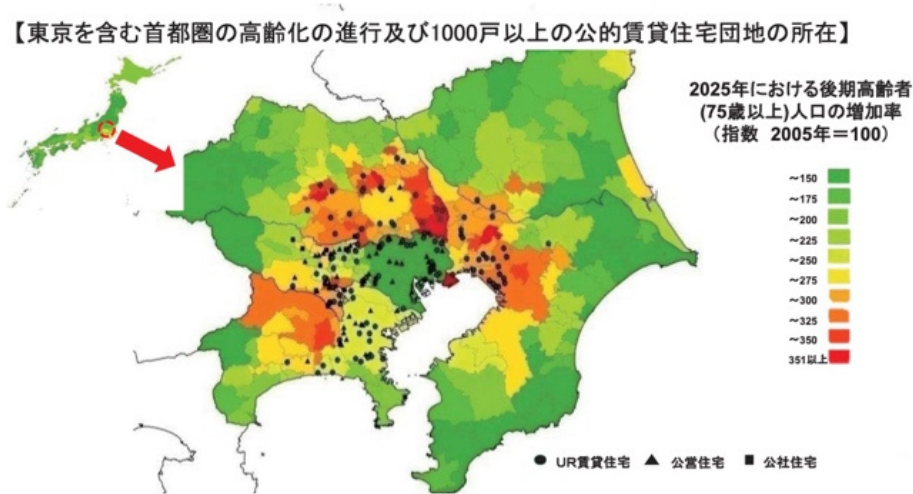 【東京を含む首都圏の高齢化の進行及び1000戸以上の公的賃貸住宅団地の所在】
2025年における後期高齢者
(75歳以上)人口の増加率
(指数 2005年=100)
~150
~175
~200
~225
~250
~275
~300
~325
~350
351以上
● UR賃貸住宅 ▲ 公営住宅 ■ 公社住宅